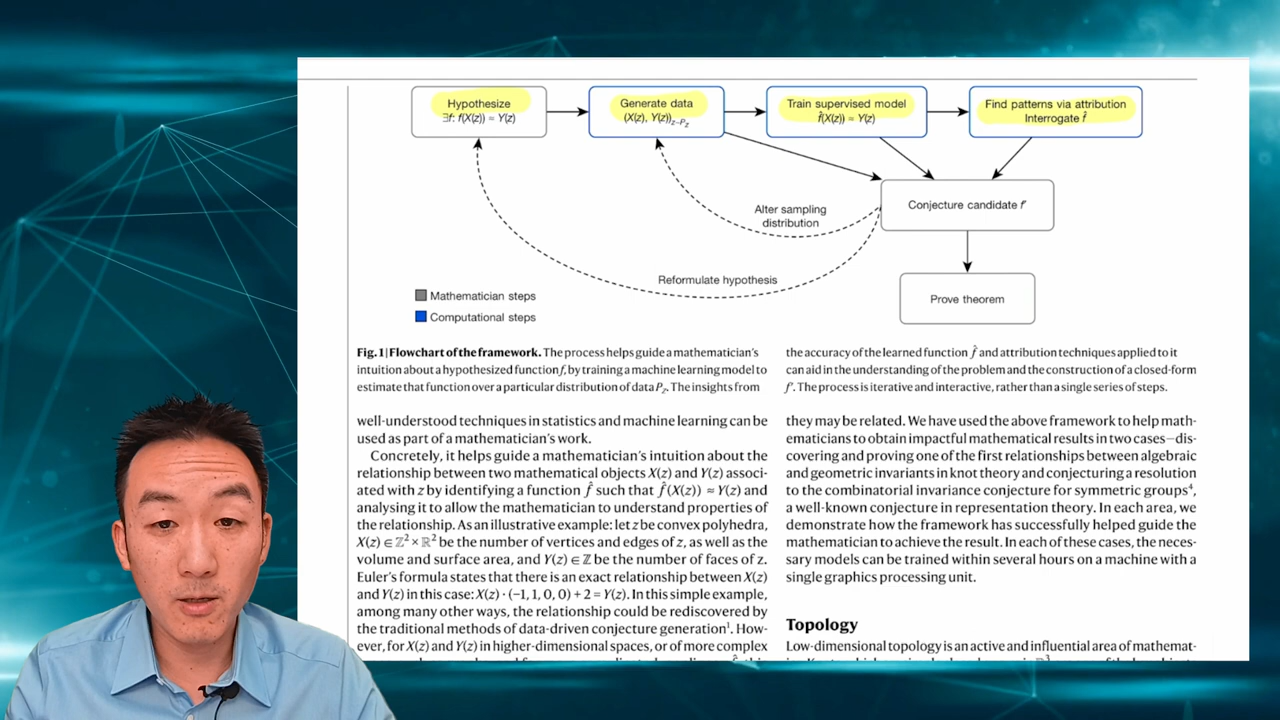 Hypothesize
∃f: f(X(z)) ≈ Y(z)
Generate data
(X(z), Y(z))z~Pz
Train supervised model
f̂(X(z)) ≈ Y(z)
Find patterns via attribution
Interrogate f̂
Conjecture candidate f′
Alter sampling
distribution
Reformulate hypothesis
Prove theorem
Mathematician steps
Computational steps
Fig. 1 | Flowchart of the framework. The process helps guide a mathematician's
intuition about a hypothesized function f, by training a machine learning model to
estimate that function over a particular distribution of data PZ. The insights from
the accuracy of the learned function f̂ and attribution techniques applied to it
can aid in the understanding of the problem and the construction of a closed-form
f′. The process is iterative and interactive, rather than a single series of steps.
well-understood techniques in statistics and machine learning can be
used as part of a mathematician's work.
Concretely, it helps guide a mathematician's intuition about the
relationship between two mathematical objects X(z) and Y(z) associ-
ated with z by identifying a function f̂ such that f̂(X(z)) ≈ Y(z) and
analysing it to allow the mathematician to understand properties of
the relationship. As an illustrative example: let z be convex polyhedra,
X(z) ∈ ℤ² × ℝ² be the number of vertices and edges of z, as well as the
volume and surface area, and Y(z) ∈ ℤ be the number of faces of z.
Euler's formula states that there is an exact relationship between X(z)
and Y(z) in this case: X(z) · (−1, 1, 0, 0) + 2 = Y(z). In this simple example,
among many other ways, the relationship could be rediscovered by
the traditional methods of data-driven conjecture generation¹. How-
ever, for X(z) and Y(z) in higher-dimensional spaces, or of more complex
they may be related. We have used the above framework to help math-
ematicians to obtain impactful mathematical results in two cases—dis-
covering and proving one of the first relationships between algebraic
and geometric invariants in knot theory and conjecturing a resolution
to the combinatorial invariance conjecture for symmetric groups⁴,
a well-known conjecture in representation theory. In each area, we
demonstrate how the framework has successfully helped guide the
mathematician to achieve the result. In each of these cases, the neces-
sary models can be trained within several hours on a machine with a
single graphics processing unit.
Topology
Low-dimensional topology is an active and influential area of mathemat-